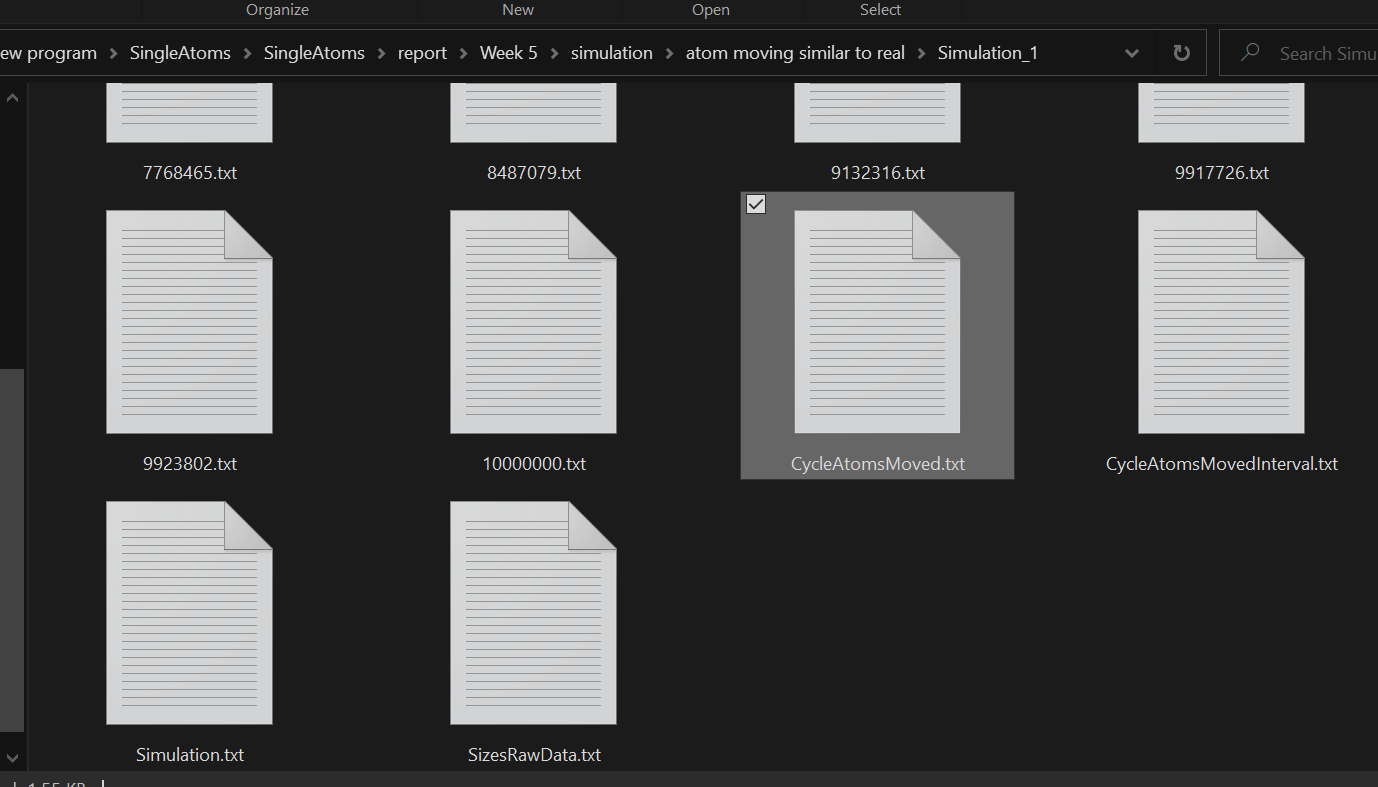 Organize New Open Select
ew program > SingleAtoms > SingleAtoms > report > Week 5 > simulation > atom moving similar to real > Simulation_1
Search Simu
7768465.txt 8487079.txt 9132316.txt 9917726.txt
9923802.txt 10000000.txt CycleAtomsMoved.txt CycleAtomsMovedInterval.txt
Simulation.txt SizesRawData.txt
1.55 KB